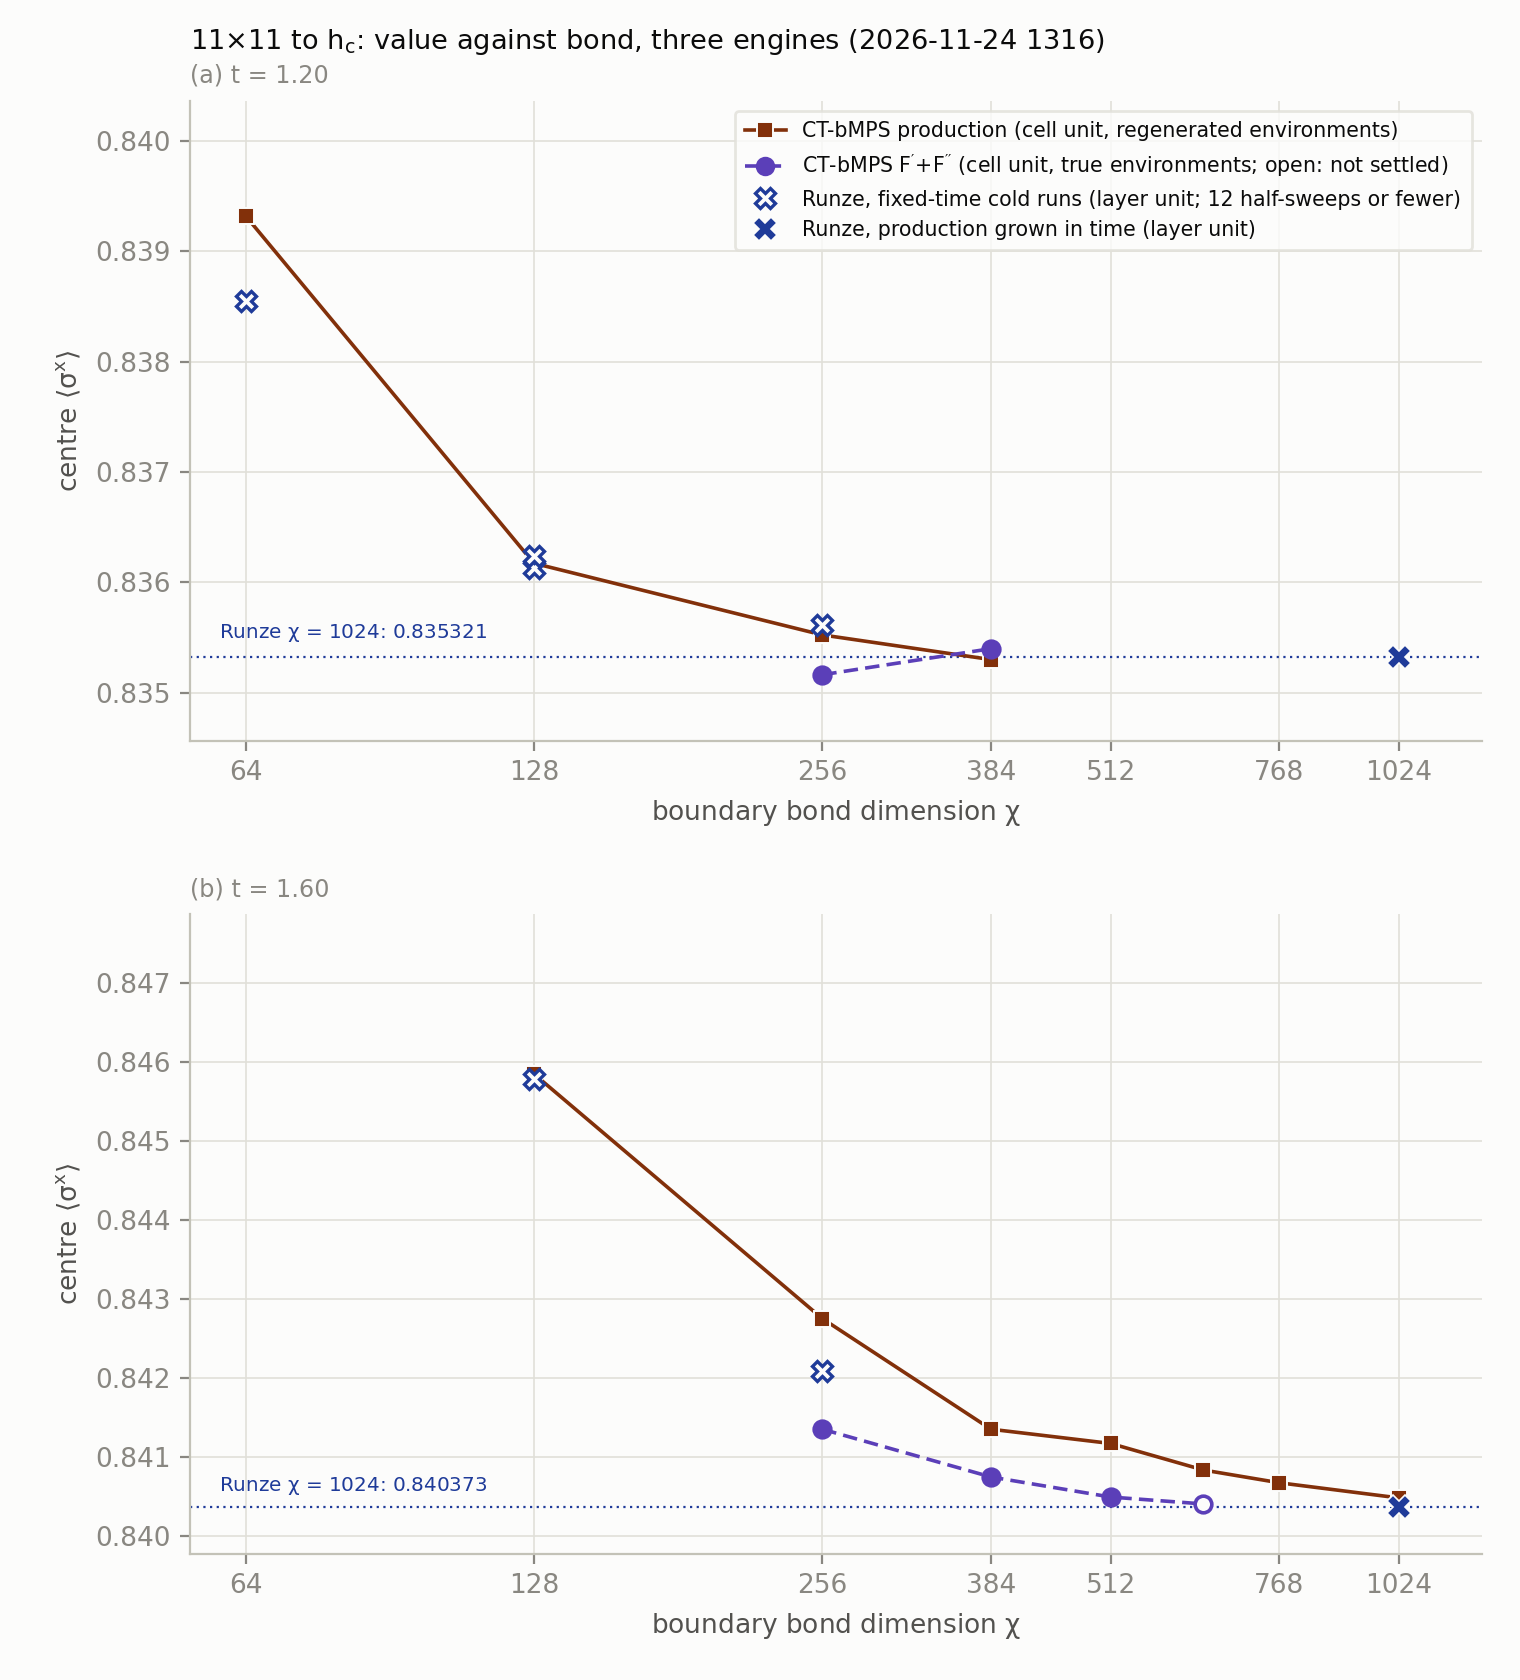 11×11 to h꜀: value against bond, three engines (2026-11-24 1316)
(a) t = 1.20
CT-bMPS production (cell unit, regenerated environments)
CT-bMPS F′+F″ (cell unit, true environments; open: not settled)
Runze, fixed-time cold runs (layer unit; 12 half-sweeps or fewer)
Runze, production grown in time (layer unit)
0.840
0.839
0.838
0.837
0.836
0.835
centre ⟨σˣ⟩
Runze χ = 1024: 0.835321
64 128 256 384 512 768 1024
boundary bond dimension χ
(b) t = 1.60
0.847
0.846
0.845
0.844
0.843
0.842
0.841
0.840
centre ⟨σˣ⟩
Runze χ = 1024: 0.840373
64 128 256 384 512 768 1024
boundary bond dimension χ